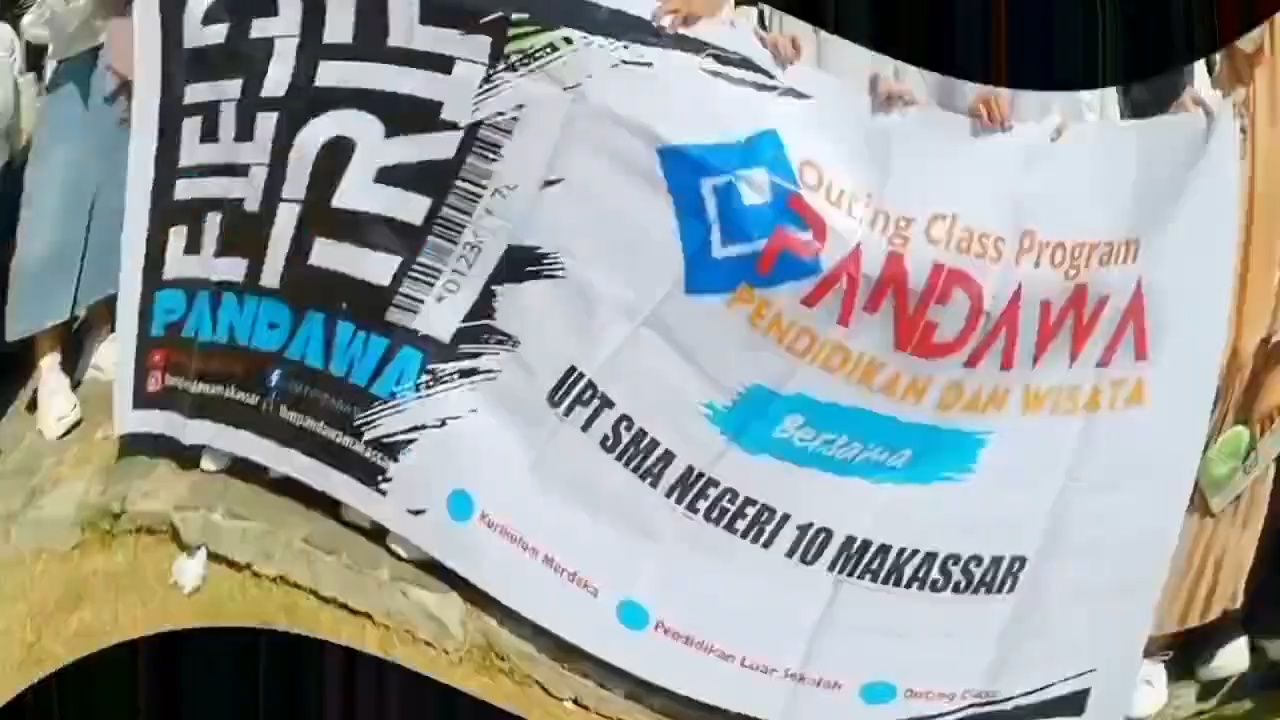 FIELD
TRIP
PANDAWA
Outing Class Program
PANDAWA
PENDIDIKAN DAN WISATA
Bersama
UPT SMA NEGERI 10 MAKASSAR
Kurikulum Merdeka
Pendidikan Luar Sekolah
Outing Class